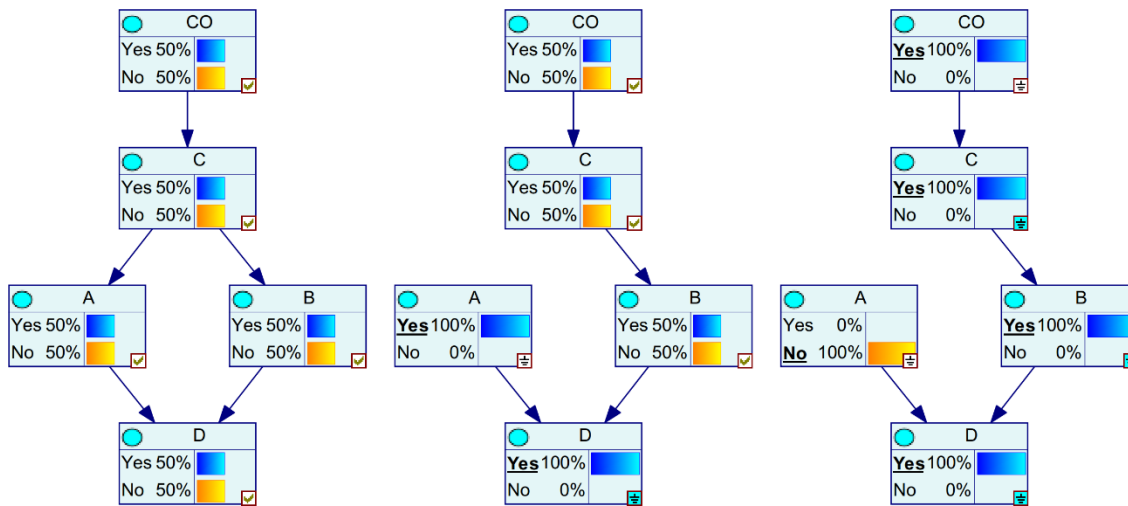 CO
Yes 50%
No 50%
C
Yes 50%
No 50%
A
Yes 50%
No 50%
B
Yes 50%
No 50%
D
Yes 50%
No 50%
CO
Yes 50%
No 50%
C
Yes 50%
No 50%
A
Yes 100%
No 0%
B
Yes 50%
No 50%
D
Yes 100%
No 0%
CO
Yes 100%
No 0%
C
Yes 100%
No 0%
A
Yes 0%
No 100%
B
Yes 100%
No 0%
D
Yes 100%
No 0%